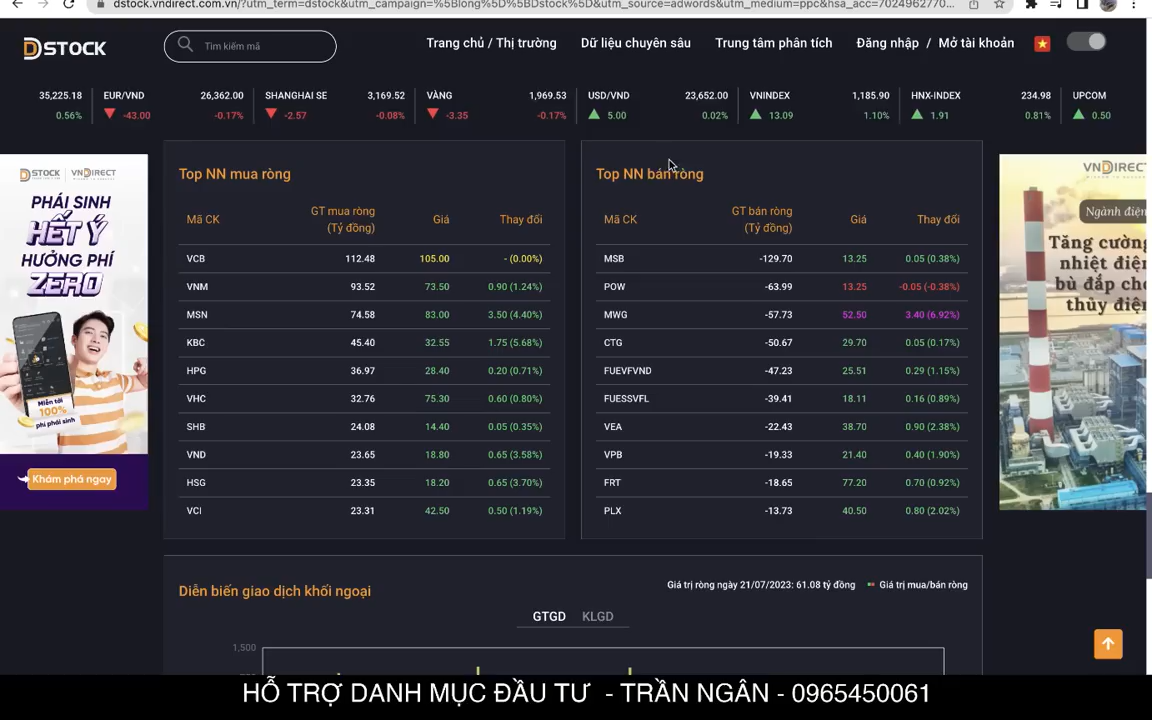 dstock.vndirect.com.vn/?utm_term=dstock&utm_campaign=%5Blong%5D%5BDstock%5D&utm_source=adwords&utm_medium=ppc&hsa_acc=7024962770...
DSTOCK
Tìm kiếm mã
Trang chủ / Thị trường
Dữ liệu chuyên sâu
Trung tâm phân tích
Đăng nhập / Mở tài khoản
35,225.18 EUR/VND 26,362.00 SHANGHAI SE 3,169.52 VÀNG 1,969.53 USD/VND 23,652.00 VNINDEX 1,185.90 HNX-INDEX 234.98 UPCOM
0.56% -43.00 -0.17% -2.57 -0.08% -3.35 -0.17% 5.00 0.02% 13.09 1.10% 1.91 0.81% 0.50
DSTOCK VNDIRECT
PHÁI SINH
HẾT Ý
HƯỞNG PHÍ
ZERO
Miễn tới
100%
phí phái sinh
Khám phá ngay
Top NN mua ròng
Mã CK GT mua ròng (Tỷ đồng) Giá Thay đổi
VCB 112.48 105.00 - (0.00%)
VNM 93.52 73.50 0.90 (1.24%)
MSN 74.58 83.00 3.50 (4.40%)
KBC 45.40 32.55 1.75 (5.68%)
HPG 36.97 28.40 0.20 (0.71%)
VHC 32.76 75.30 0.60 (0.80%)
SHB 24.08 14.40 0.05 (0.35%)
VND 23.65 18.80 0.65 (3.58%)
HSG 23.35 18.20 0.65 (3.70%)
VCI 23.31 42.50 0.50 (1.19%)
Top NN bán ròng
Mã CK GT bán ròng (Tỷ đồng) Giá Thay đổi
MSB -129.70 13.25 0.05 (0.38%)
POW -63.99 13.25 -0.05 (-0.38%)
MWG -57.73 52.50 3.40 (6.92%)
CTG -50.67 29.70 0.05 (0.17%)
FUEVFVND -47.23 25.51 0.29 (1.15%)
FUESSVFL -39.41 18.11 0.16 (0.89%)
VEA -22.43 38.70 0.90 (2.38%)
VPB -19.33 21.40 0.40 (1.90%)
FRT -18.65 77.20 0.70 (0.92%)
PLX -13.73 40.50 0.80 (2.02%)
VNDIRECT
Ngành điện
Tăng cường
nhiệt điện
bù đắp cho
thủy điện
Diễn biến giao dịch khối ngoại
Giá trị ròng ngày 21/07/2023: 61.08 tỷ đồng Giá trị mua/bán ròng
GTGD KLGD
1,500
HỖ TRỢ DANH MỤC ĐẦU TƯ - TRẦN NGÂN - 0965450061